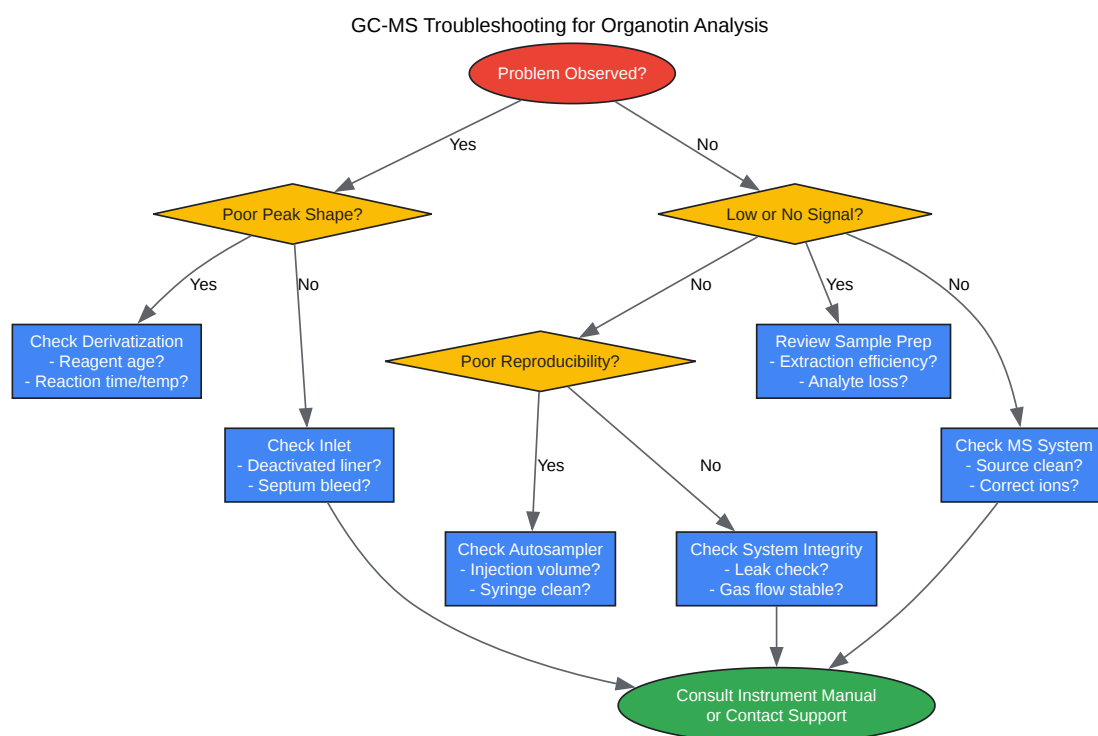 GC-MS Troubleshooting for Organotin Analysis
Problem Observed?
Yes
No
Poor Peak Shape?
Low or No Signal?
Yes
No
No
Yes
No
Check Derivatization
- Reagent age?
- Reaction time/temp?
Poor Reproducibility?
Review Sample Prep
- Extraction efficiency?
- Analyte loss?
Check Inlet
- Deactivated liner?
- Septum bleed?
Check MS System
- Source clean?
- Correct ions?
Yes
No
Check Autosampler
- Injection volume?
- Syringe clean?
Check System Integrity
- Leak check?
- Gas flow stable?
Consult Instrument Manual
or Contact Support